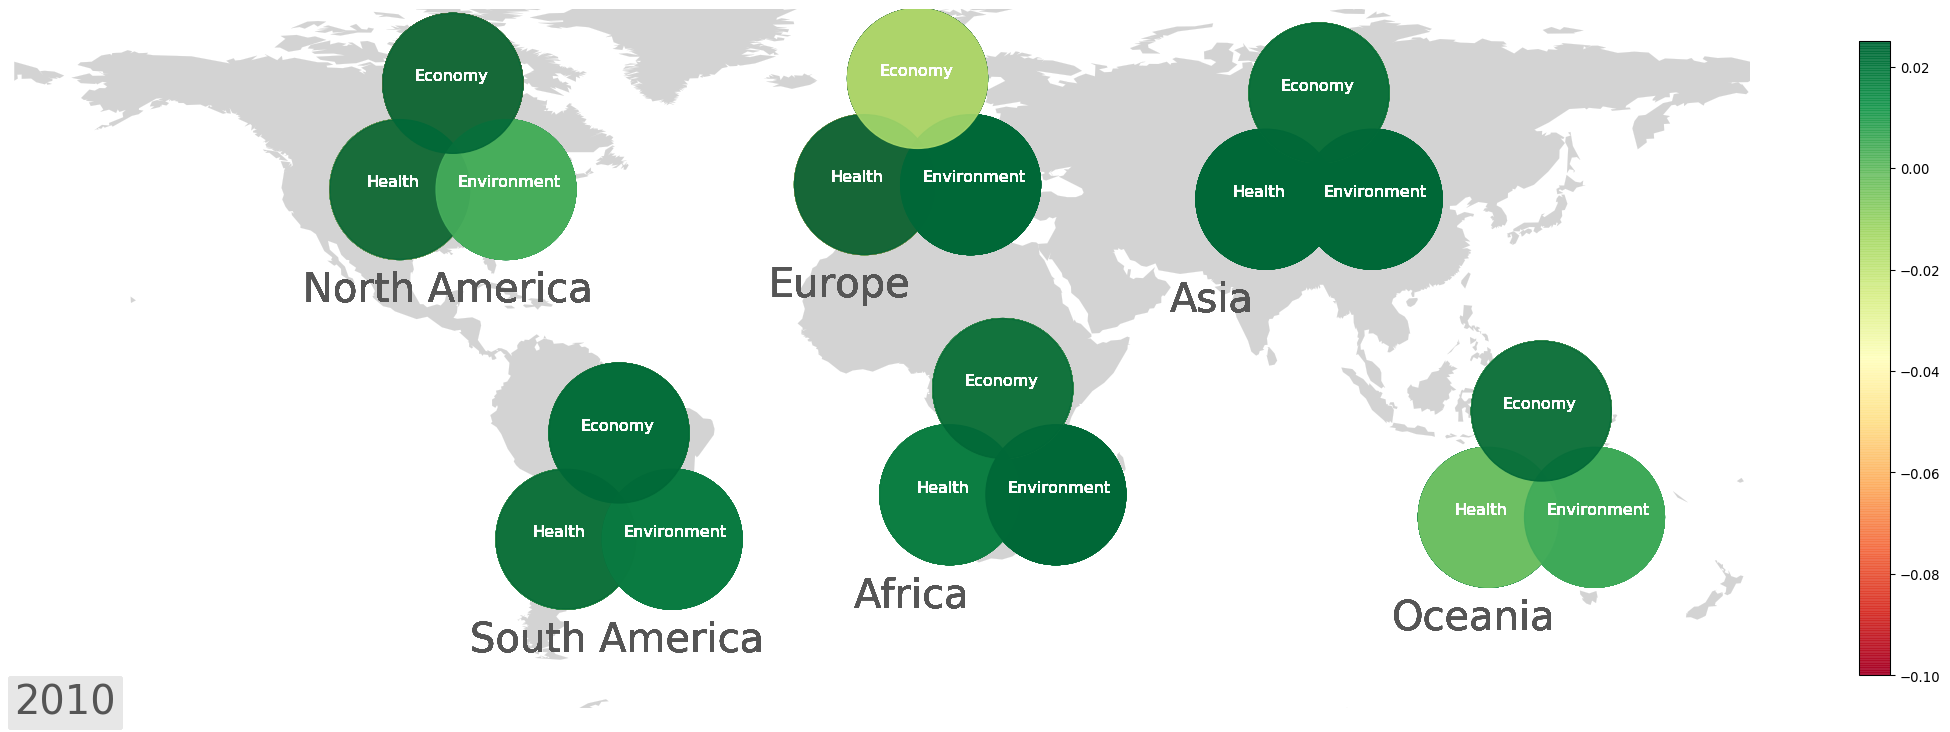 Economy
Health
Environment
North America
Economy
Health
Environment
Europe
Economy
Health
Environment
Asia
Economy
Health
Environment
South America
Economy
Health
Environment
Africa
Economy
Health
Environment
Oceania
2010
0.02
0.00
−0.02
−0.04
−0.06
−0.08
−0.10